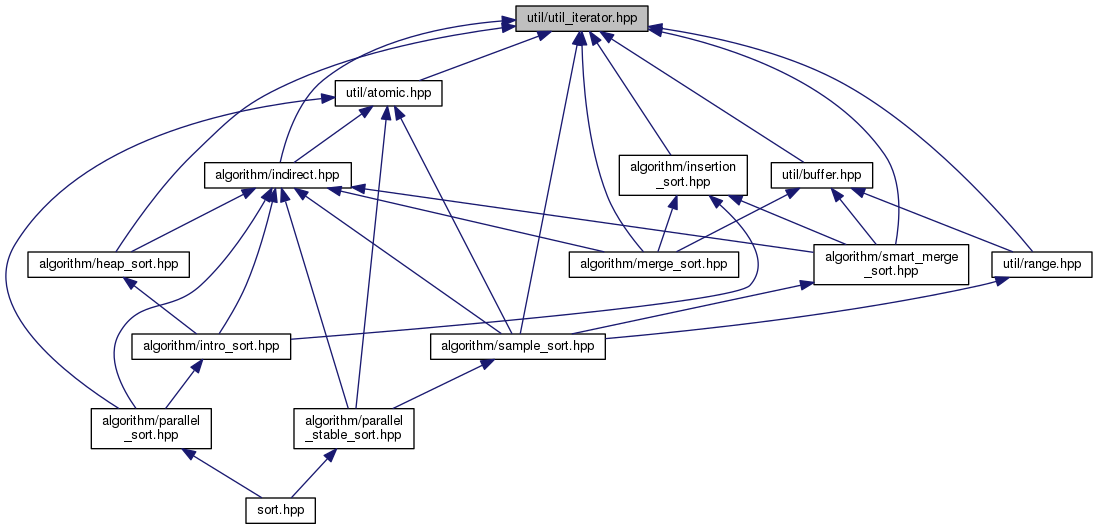 util/util_iterator.hpp
util/atomic.hpp
algorithm/indirect.hpp
algorithm/insertion
_sort.hpp
util/buffer.hpp
algorithm/heap_sort.hpp
algorithm/merge_sort.hpp
algorithm/smart_merge
_sort.hpp
util/range.hpp
algorithm/intro_sort.hpp
algorithm/sample_sort.hpp
algorithm/parallel
_sort.hpp
algorithm/parallel
_stable_sort.hpp
sort.hpp